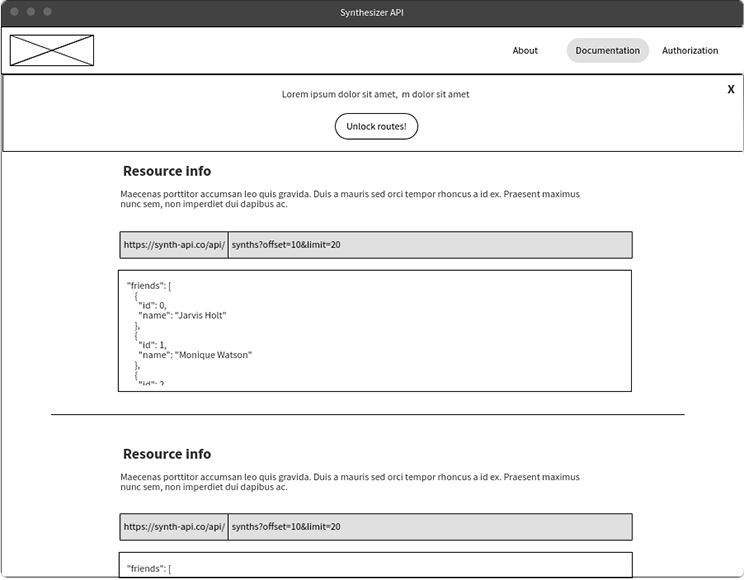 Synthesizer API
About
Documentation
Authorization
Lorem ipsum dolor sit amet,  m dolor sit amet
X
Unlock routes!
Resource info
Maecenas porttitor accumsan leo quis gravida. Duis a mauris sed orci tempor rhoncus a id ex. Praesent maximus
nunc sem, non imperdiet dui dapibus ac.
https://synth-api.co/api/ synths?offset=10&limit=20
"friends": [
{
"id": 0,
"name": "Jarvis Holt"
},
{
"id": 1,
"name": "Monique Watson"
},
{
"id": 2
Resource info
Maecenas porttitor accumsan leo quis gravida. Duis a mauris sed orci tempor rhoncus a id ex. Praesent maximus
nunc sem, non imperdiet dui dapibus ac.
https://synth-api.co/api/ synths?offset=10&limit=20
"friends": [